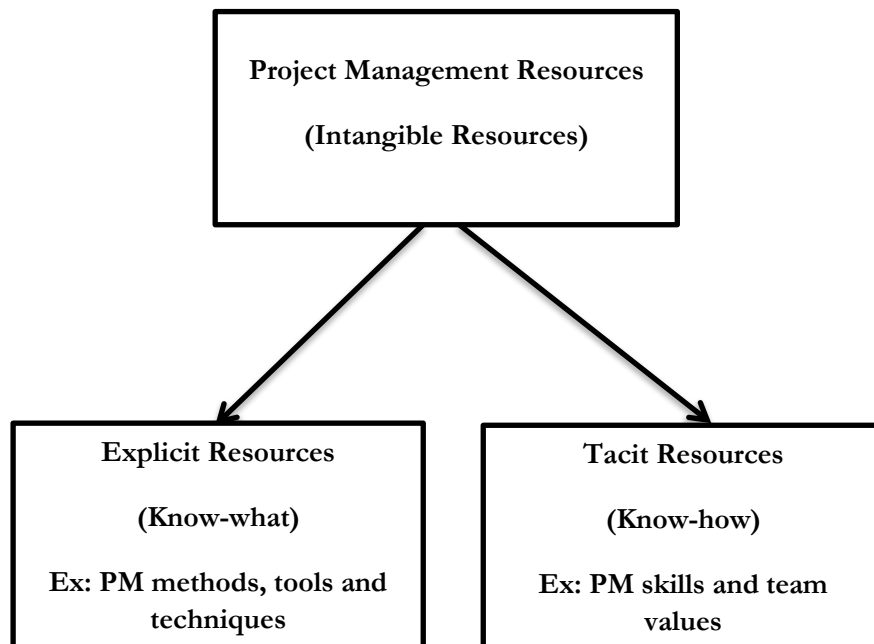 Project Management Resources
(Intangible Resources)
Explicit Resources
(Know-what)
Ex: PM methods, tools and
techniques
Tacit Resources
(Know-how)
Ex: PM skills and team
values